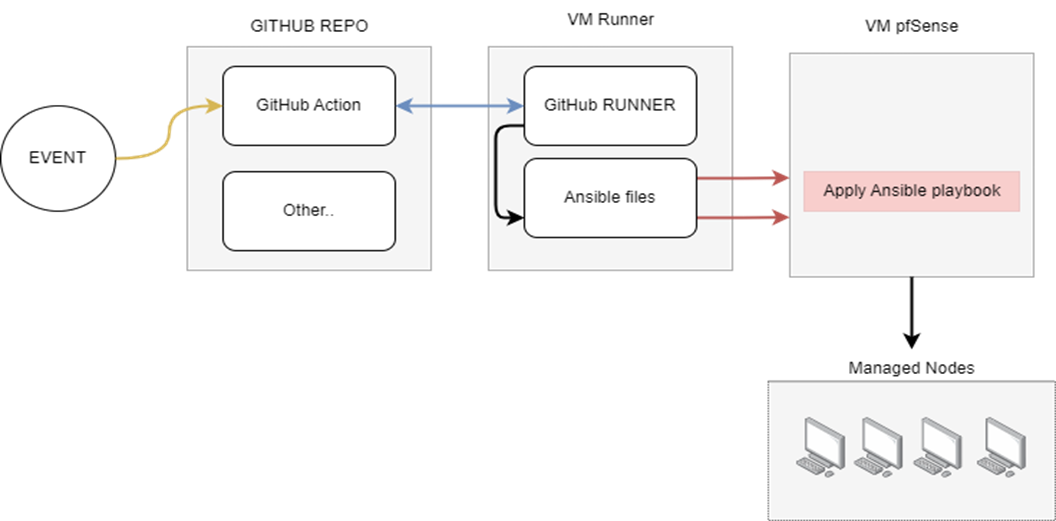 GITHUB REPO
VM Runner
VM pfSense
EVENT
GitHub Action
GitHub RUNNER
Other..
Ansible files
Apply Ansible playbook
Managed Nodes